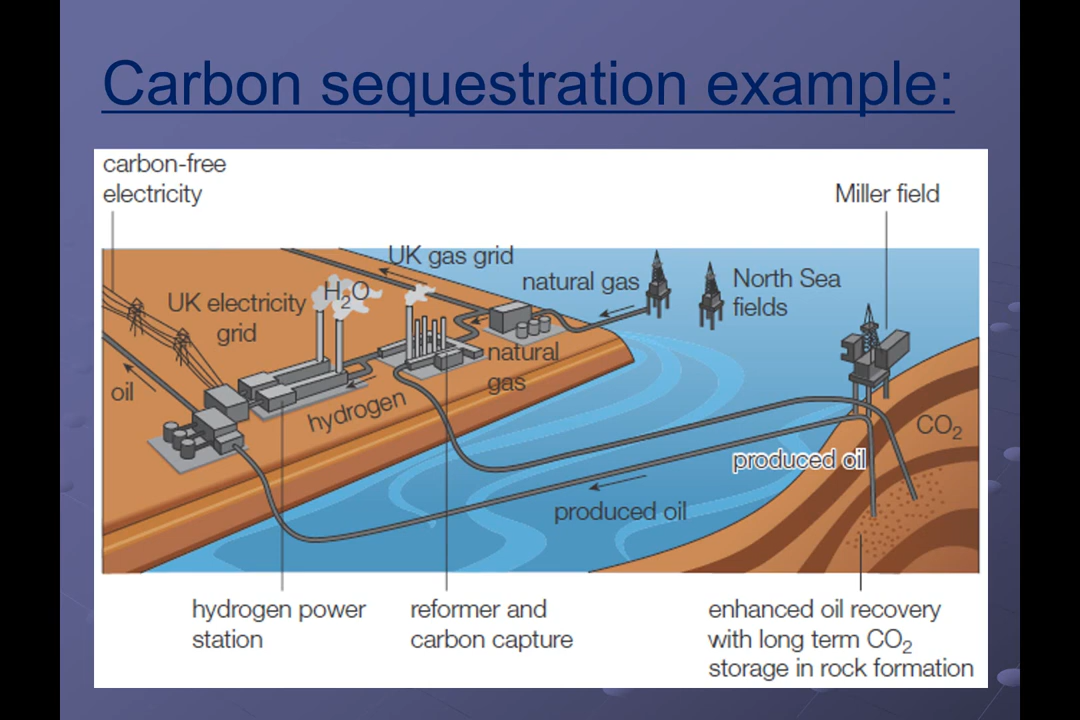 Carbon sequestration example:
carbon-free
electricity
Miller field
UK gas grid
natural gas
North Sea
fields
H₂O
UK electricity
grid
natural
gas
oil
hydrogen
CO₂
produced oil
produced oil
hydrogen power
station
reformer and
carbon capture
enhanced oil recovery
with long term CO₂
storage in rock formation